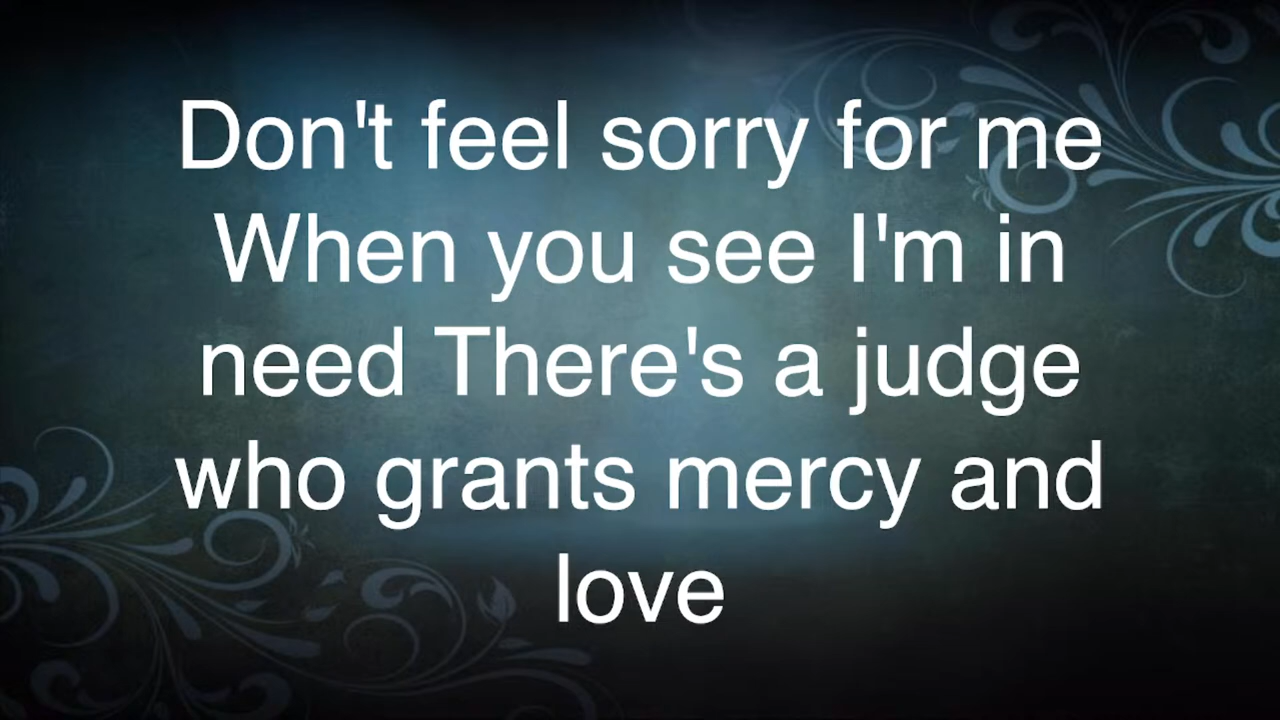 Don't feel sorry for me
When you see I'm in
need There's a judge
who grants mercy and
love